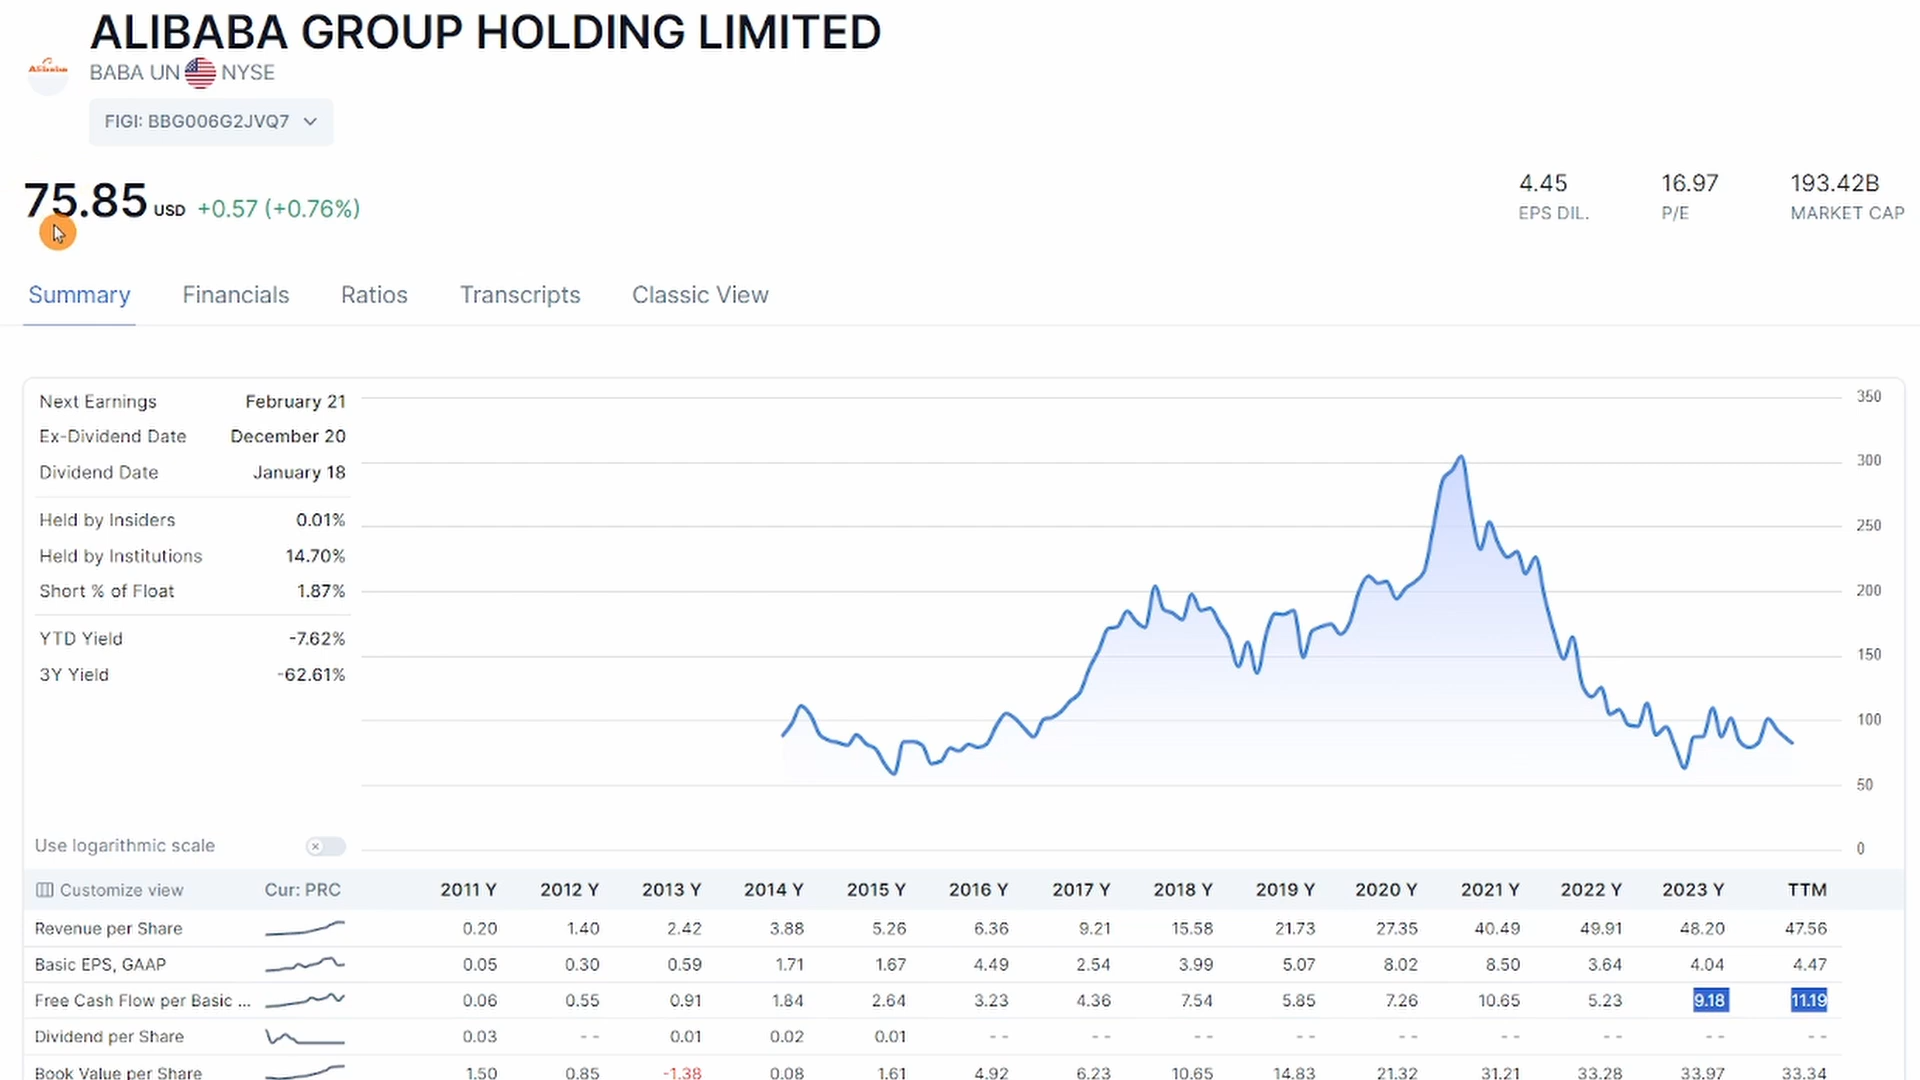 ALIBABA GROUP HOLDING LIMITED
Alibaba
BABA UN NYSE
FIGI: BBG006G2JVQ7
75.85 USD +0.57 (+0.76%)
4.45 16.97 193.42B
EPS DIL. P/E MARKET CAP
Summary Financials Ratios Transcripts Classic View
Next Earnings February 21
Ex-Dividend Date December 20
Dividend Date January 18
Held by Insiders 0.01%
Held by Institutions 14.70%
Short % of Float 1.87%
YTD Yield -7.62%
3Y Yield -62.61%
Use logarithmic scale
350
300
250
200
150
100
50
0
Customize view Cur: PRC 2011 Y 2012 Y 2013 Y 2014 Y 2015 Y 2016 Y 2017 Y 2018 Y 2019 Y 2020 Y 2021 Y 2022 Y 2023 Y TTM
Revenue per Share 0.20 1.40 2.42 3.88 5.26 6.36 9.21 15.58 21.73 27.35 40.49 49.91 48.20 47.56
Basic EPS, GAAP 0.05 0.30 0.59 1.71 1.67 4.49 2.54 3.99 5.07 8.02 8.50 3.64 4.04 4.47
Free Cash Flow per Basic ... 0.06 0.55 0.91 1.84 2.64 3.23 4.36 7.54 5.85 7.26 10.65 5.23 9.18 11.19
Dividend per Share 0.03 -- 0.01 0.02 0.01 -- -- -- -- -- -- -- -- --
Book Value per Share 1.50 0.85 -1.38 0.08 1.61 4.92 6.23 10.65 14.83 21.32 31.21 33.28 33.97 33.34